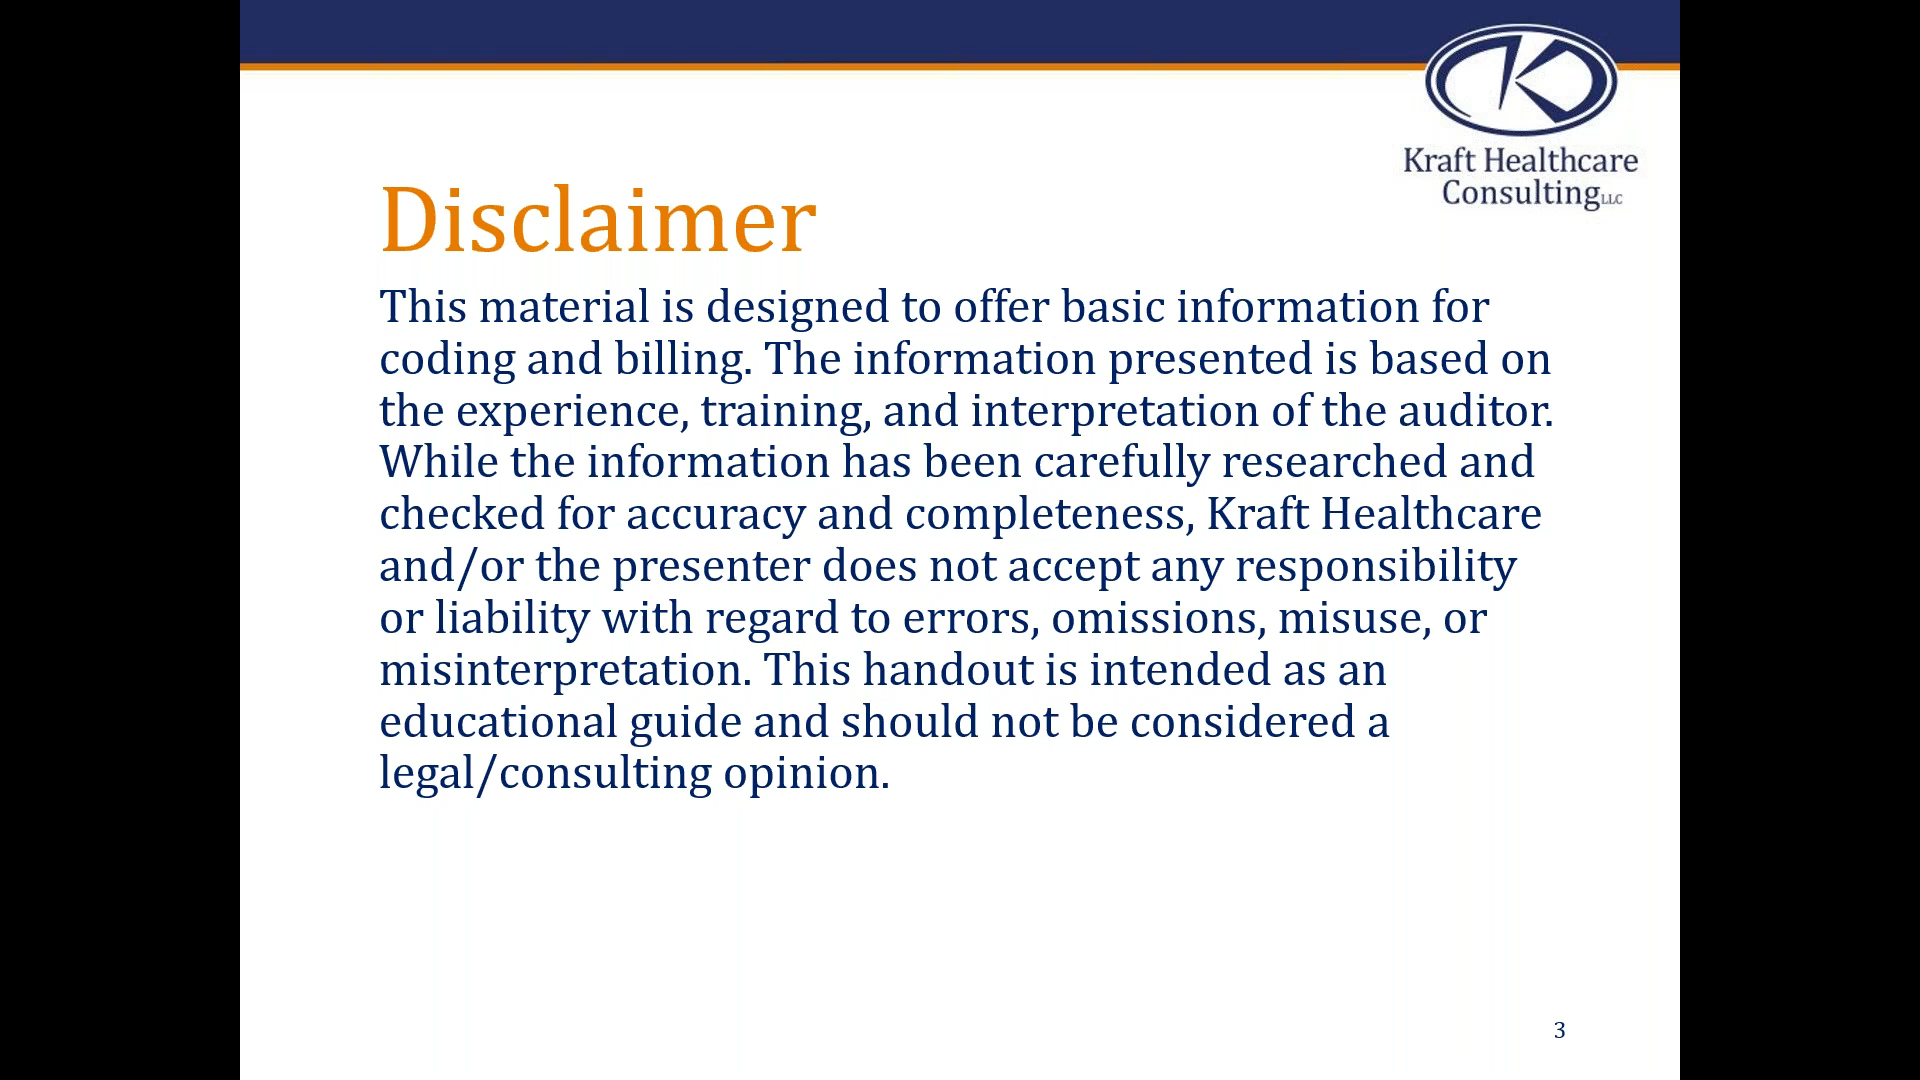 Kraft Healthcare
Consulting LLC
Disclaimer
This material is designed to offer basic information for
coding and billing. The information presented is based on
the experience, training, and interpretation of the auditor.
While the information has been carefully researched and
checked for accuracy and completeness, Kraft Healthcare
and/or the presenter does not accept any responsibility
or liability with regard to errors, omissions, misuse, or
misinterpretation. This handout is intended as an
educational guide and should not be considered a
legal/consulting opinion.
3